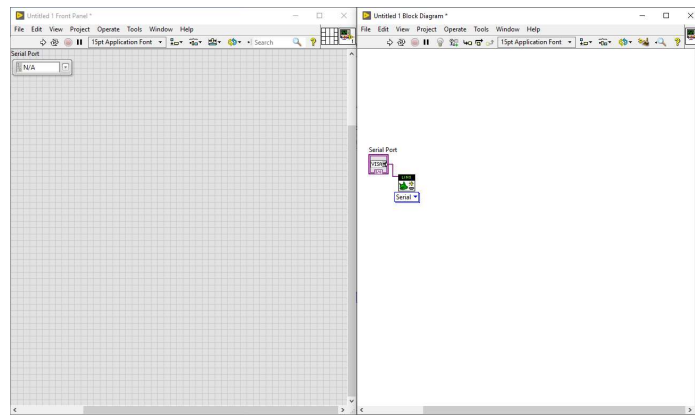 Untitled 1 Front Panel *
File Edit View Project Operate Tools Window Help
15pt Application Font
Search
Serial Port
N/A
Untitled 1 Block Diagram *
File Edit View Project Operate Tools Window Help
15pt Application Font
Serial Port
VISA
Serial